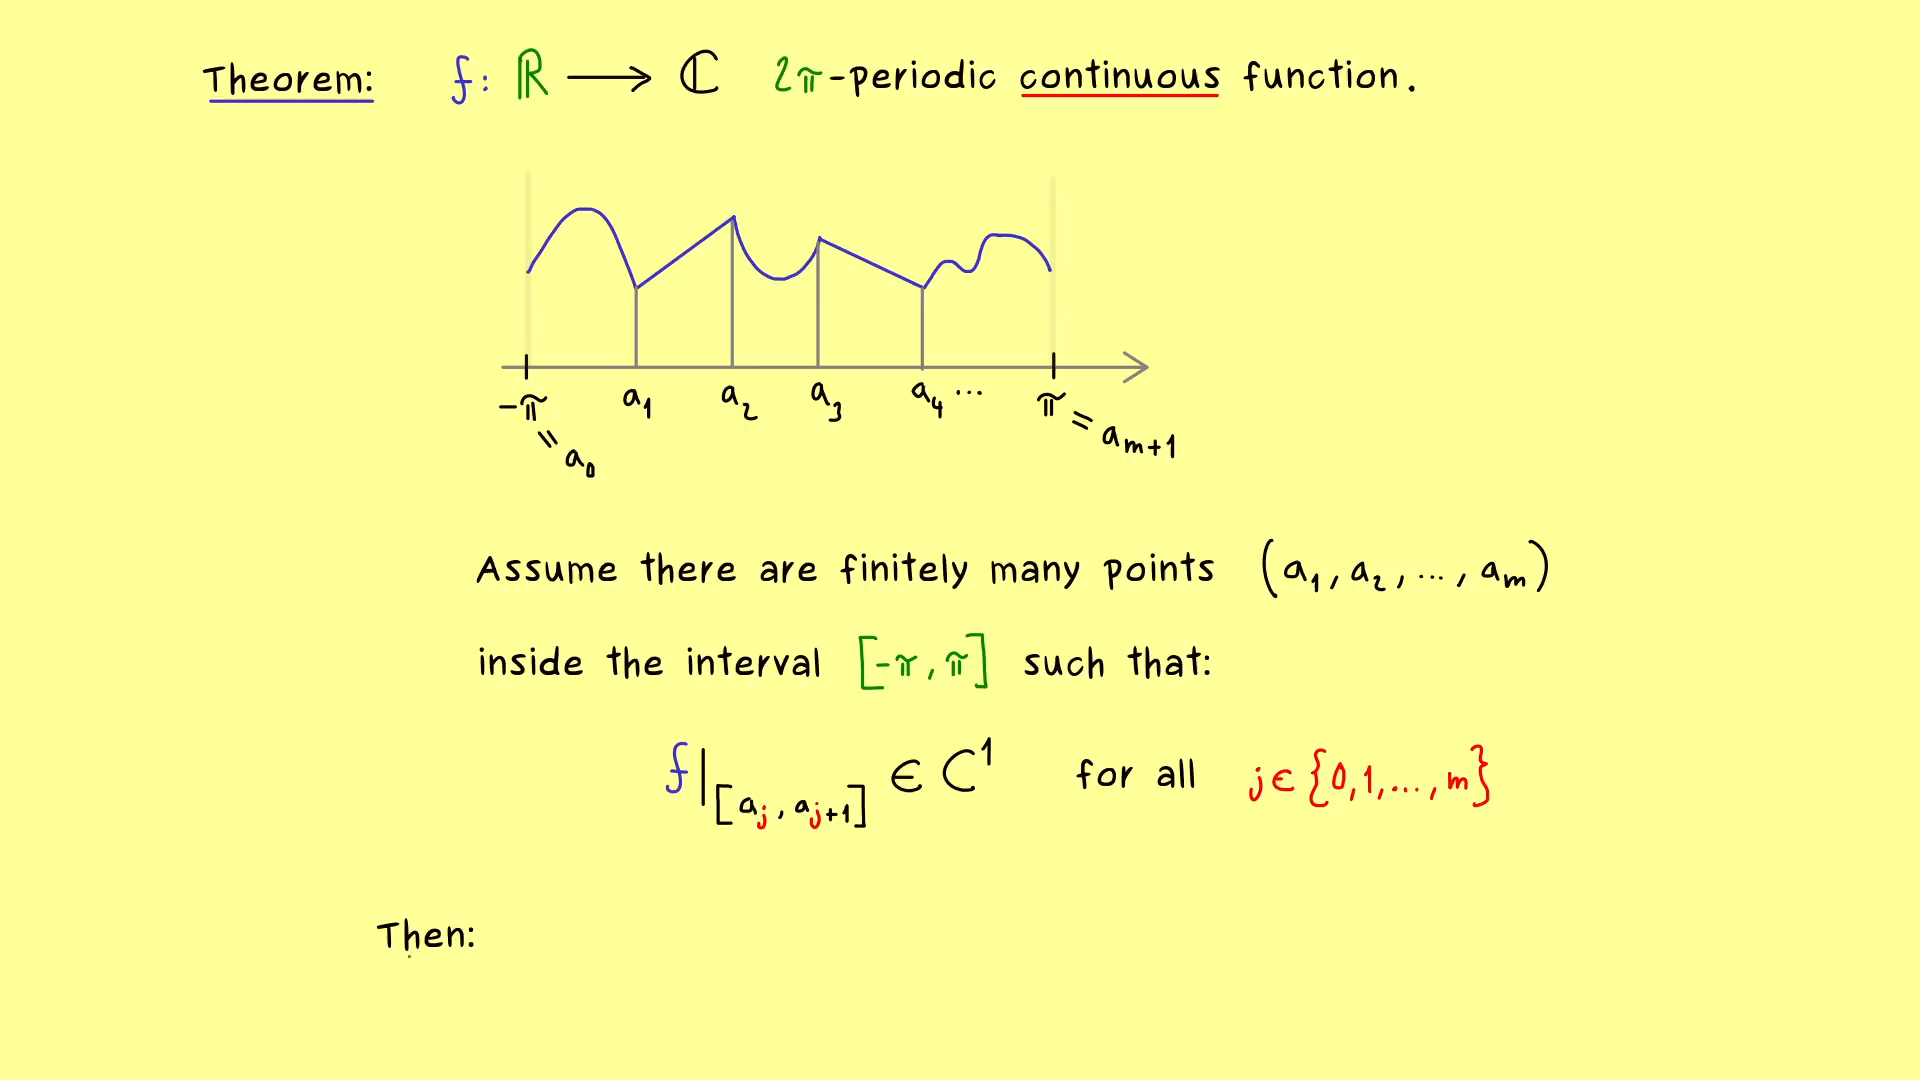 Theorem: f: ℝ ⟶ ℂ 2π-periodic continuous function.
-π a₁ a₂ a₃ a₄ ... π
= a₀ = aₘ₊₁
Assume there are finitely many points (a₁, a₂, ..., aₘ)
inside the interval [-π, π] such that:
f|[aⱼ, aⱼ₊₁] ∈ C¹ for all j ∈ {0, 1, ..., m}
Then: